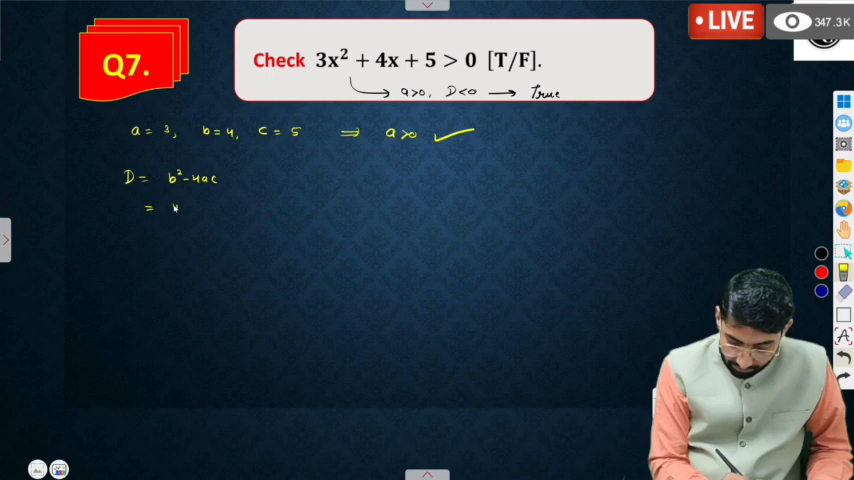 LIVE
347.3K
Q7.
Check 3x² + 4x + 5 > 0 [T/F].
a>0, D<0 → True
a = 3, b = 4, c = 5 ⇒ a>0 ✓
D = b² - 4ac
=
A